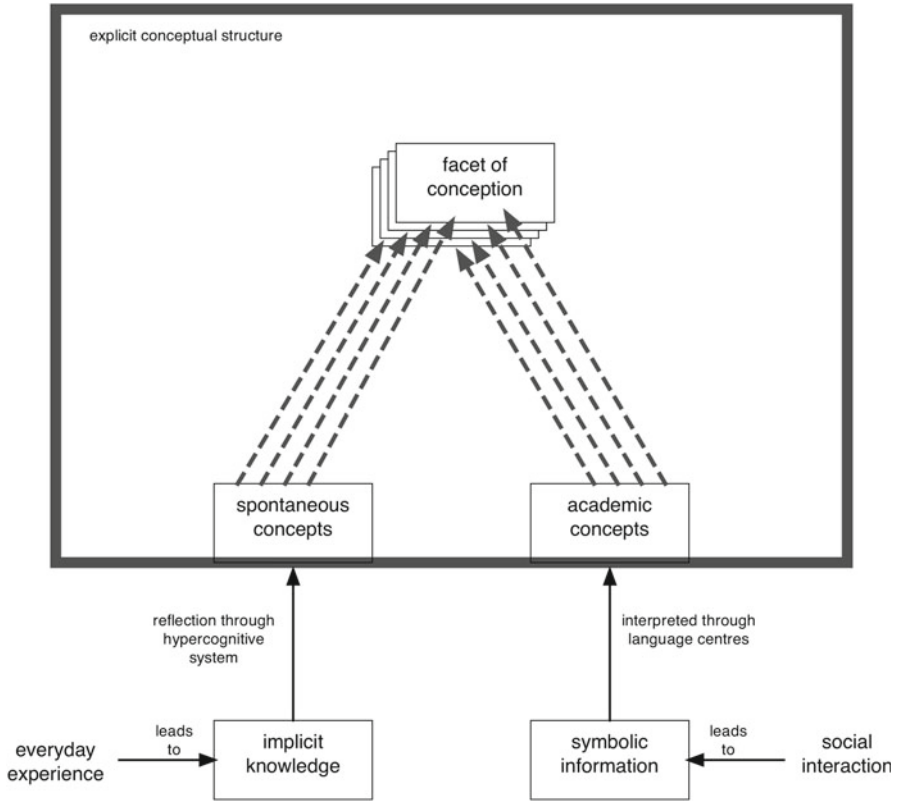 explicit conceptual structure
facet of
conception
spontaneous
concepts
academic
concepts
reflection through
hypercognitive
system
interpreted through
language centres
everyday
experience
leads
to
implicit
knowledge
symbolic
information
leads
to
social
interaction